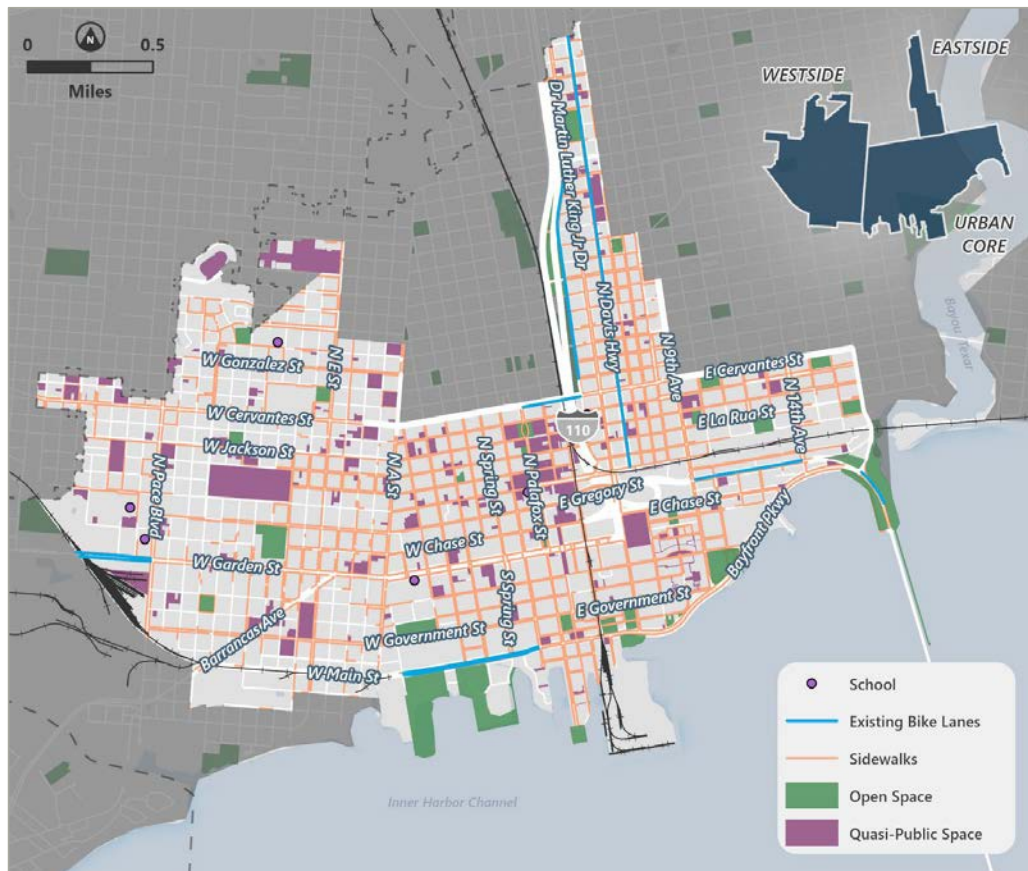 N
0
0.5
Miles
EASTSIDE
WESTSIDE
URBAN
CORE
Bayou Texar
Dr Martin Luther King Jr Dr
N Davis Hwy
N 9th Ave
E Cervantes St
N 14th Ave
E La Rua St
N E St
W Gonzalez St
W Cervantes St
W Jackson St
110
N A St
N Spring St
N Palafox St
E Gregory St
E Chase St
N Pace Blvd
W Chase St
Bayfront Pkwy
W Garden St
S Spring St
E Government St
Barrancas Ave
W Government St
W Main St
Inner Harbor Channel
School
Existing Bike Lanes
Sidewalks
Open Space
Quasi-Public Space